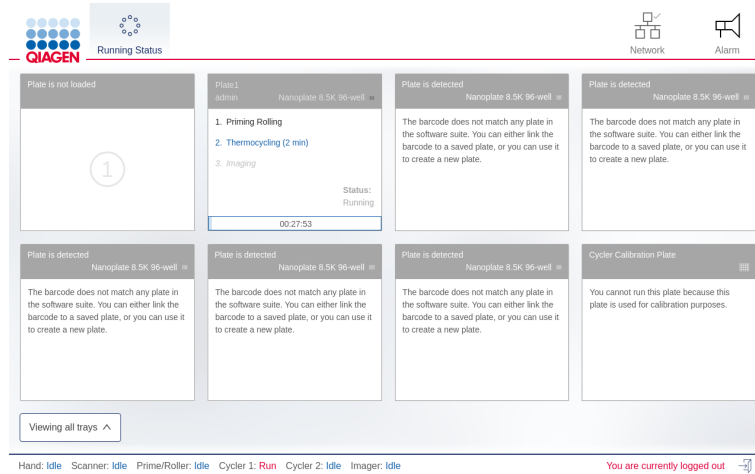 QIAGEN
Running Status
Network
Alarm
Plate is not loaded
1
Plate1
admin Nanoplate 8.5K 96-well
1. Priming Rolling
2. Thermocycling (2 min)
3. Imaging
Status:
Running
00:27:53
Plate is detected
Nanoplate 8.5K 96-well
The barcode does not match any plate in
the software suite. You can either link the
barcode to a saved plate, or you can use it
to create a new plate.
Plate is detected
Nanoplate 8.5K 96-well
The barcode does not match any plate in
the software suite. You can either link the
barcode to a saved plate, or you can use it
to create a new plate.
Plate is detected
Nanoplate 8.5K 96-well
The barcode does not match any plate in
the software suite. You can either link the
barcode to a saved plate, or you can use it
to create a new plate.
Plate is detected
Nanoplate 8.5K 96-well
The barcode does not match any plate in
the software suite. You can either link the
barcode to a saved plate, or you can use it
to create a new plate.
Plate is detected
Nanoplate 8.5K 96-well
The barcode does not match any plate in
the software suite. You can either link the
barcode to a saved plate, or you can use it
to create a new plate.
Cycler Calibration Plate
You cannot run this plate because this
plate is used for calibration purposes.
Viewing all trays
Hand: Idle Scanner: Idle Prime/Roller: Idle Cycler 1: Run Cycler 2: Idle Imager: Idle You are currently logged out